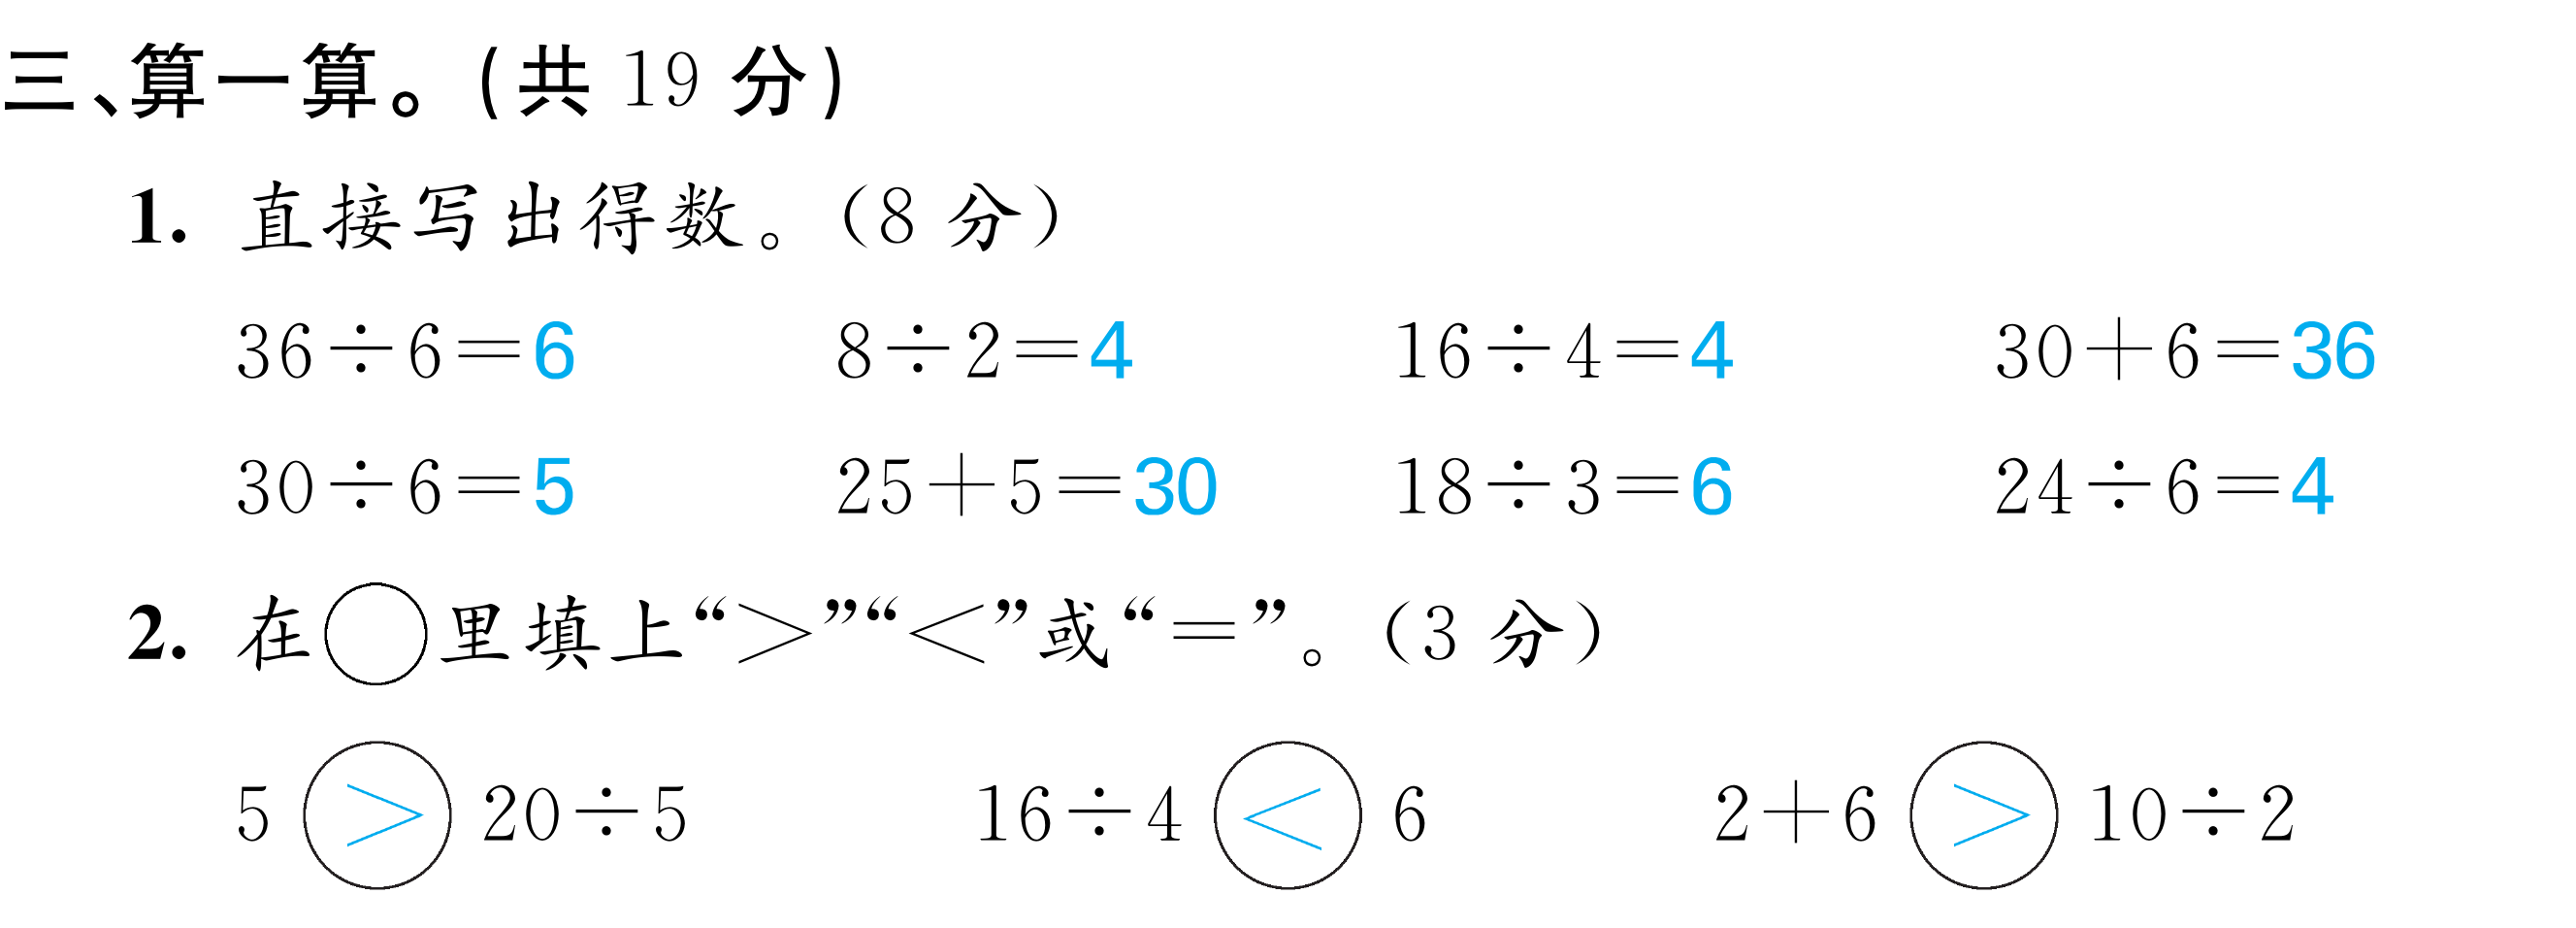 三、算一算。(共 19 分)
1. 直接写出得数。(8 分)
36÷6=6 8÷2=4 16÷4=4 30+6=36
30÷6=5 25+5=30 18÷3=6 24÷6=4
2. 在○里填上“>”“<”或“=”。(3 分)
5 > 20÷5 16÷4 < 6 2+6 > 10÷2